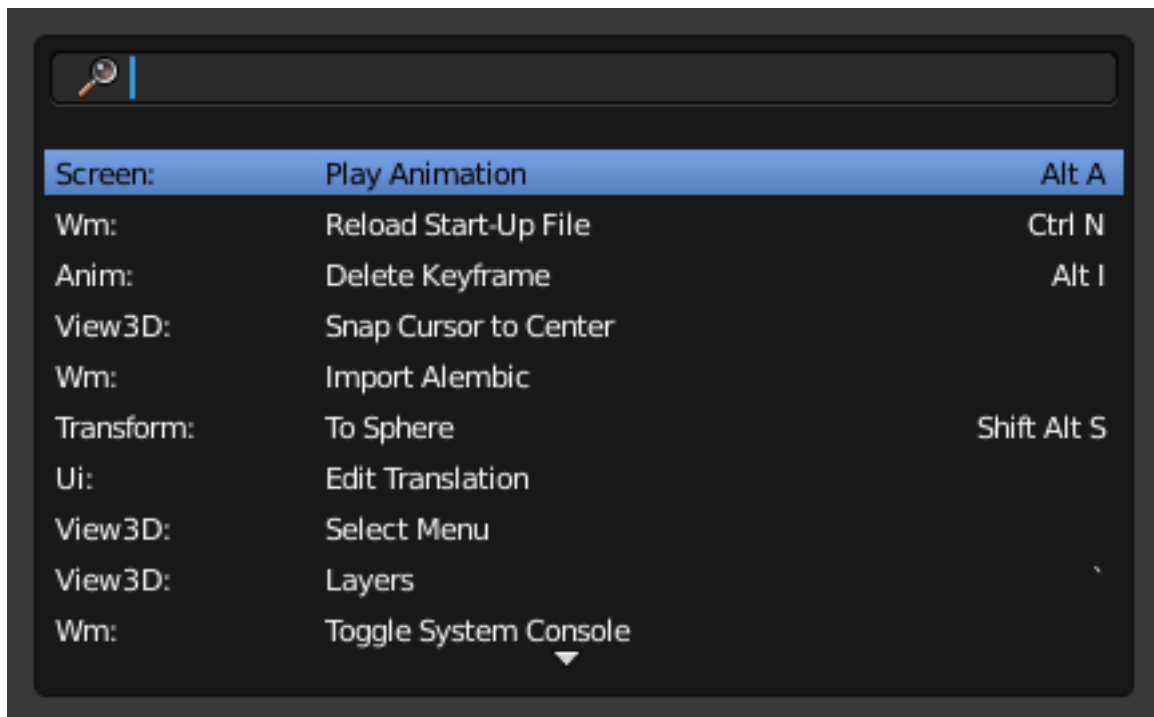 Screen: Play Animation Alt A
Wm: Reload Start-Up File Ctrl N
Anim: Delete Keyframe Alt I
View3D: Snap Cursor to Center
Wm: Import Alembic
Transform: To Sphere Shift Alt S
Ui: Edit Translation
View3D: Select Menu
View3D: Layers `
Wm: Toggle System Console